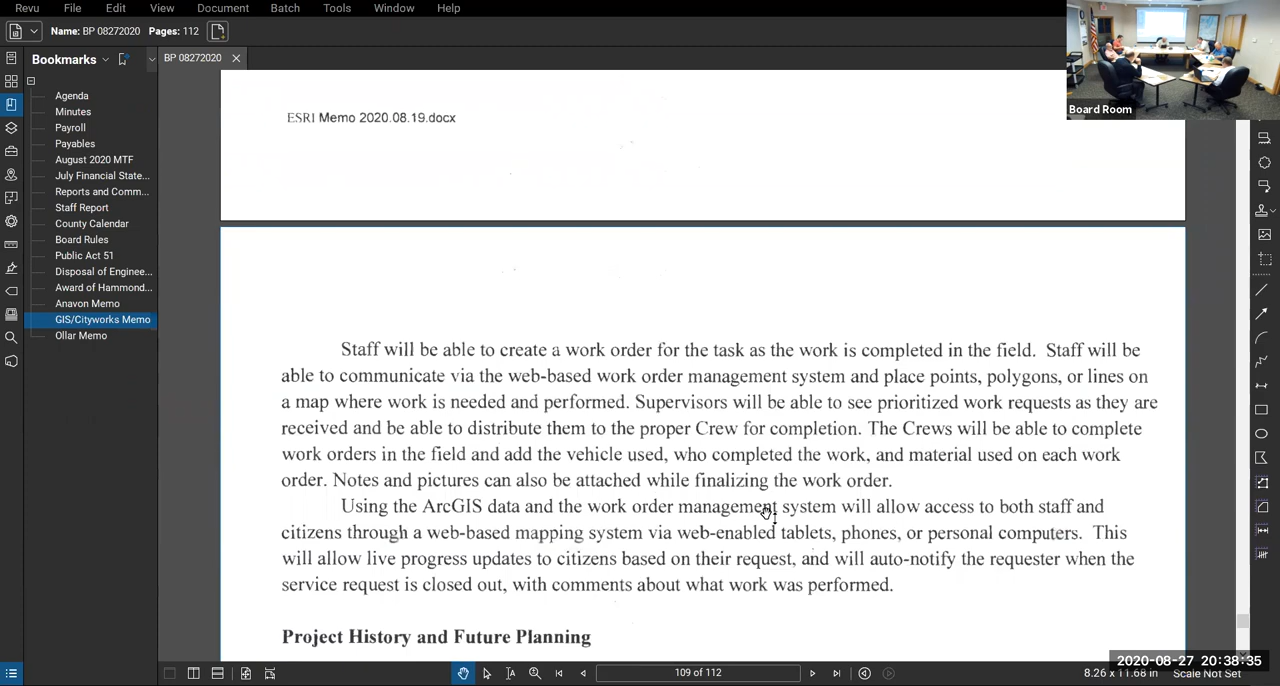 Revu File Edit View Document Batch Tools Window Help
Name: BP 08272020 Pages: 112
Bookmarks
BP 08272020
Agenda
Minutes
Payroll
Payables
August 2020 MTF
July Financial State...
Reports and Comm...
Staff Report
County Calendar
Board Rules
Public Act 51
Disposal of Enginee...
Award of Hammond...
Anavon Memo
GIS/Cityworks Memo
Ollar Memo
Board Room
ESRI Memo 2020.08.19.docx
Staff will be able to create a work order for the task as the work is completed in the field. Staff will be
able to communicate via the web-based work order management system and place points, polygons, or lines on
a map where work is needed and performed. Supervisors will be able to see prioritized work requests as they are
received and be able to distribute them to the proper Crew for completion. The Crews will be able to complete
work orders in the field and add the vehicle used, who completed the work, and material used on each work
order. Notes and pictures can also be attached while finalizing the work order.
Using the ArcGIS data and the work order management system will allow access to both staff and
citizens through a web-based mapping system via web-enabled tablets, phones, or personal computers. This
will allow live progress updates to citizens based on their request, and will auto-notify the requester when the
service request is closed out, with comments about what work was performed.
Project History and Future Planning
109 of 112
8.26 x 11.68 in Scale Not Set
2020-08-27 20:38:35